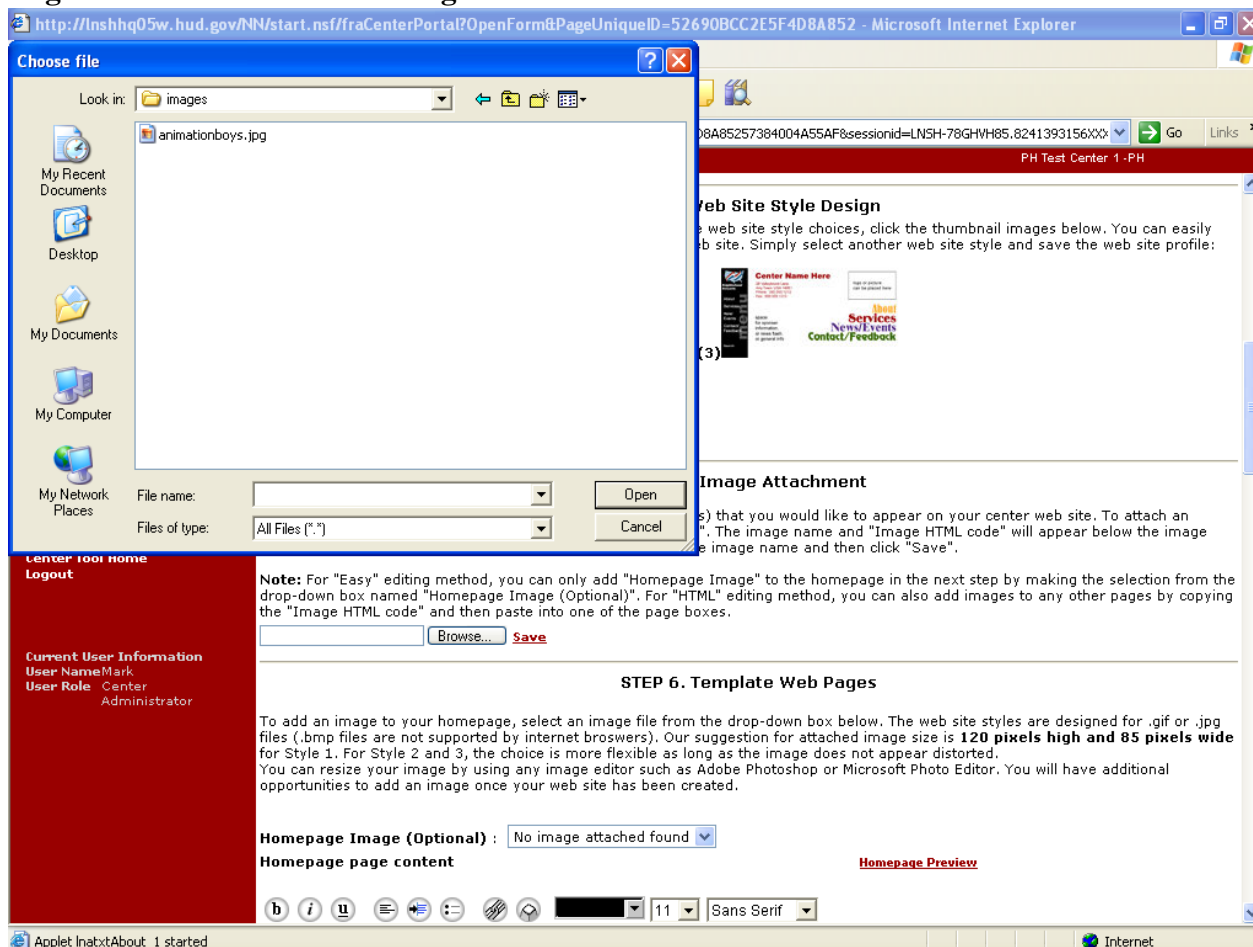 http://lnshhq05w.hud.gov/NN/start.nsf/fraCenterPortal?OpenForm&PageUniqueID=52690BCC2E5F4D8A852 - Microsoft Internet Explorer
Choose file
Look in:
images
animationboys.jpg
My Recent
Documents
Desktop
My Documents
My Computer
My Network
Places
File name:
Open
Files of type:
All Files (*.*)
Cancel
D8A85257384004A55AF&sessionid=LNSH-78GHVH85.8241393156XXX
Go
Links
PH Test Center 1 -PH
Web Site Style Design
web site style choices, click the thumbnail images below. You can easily
site. Simply select another web site style and save the web site profile:
Center Name Here
logo or picture
can be placed here
menu
About
Services
News/Events
Contact/Feedback
(3)
Image Attachment
s) that you would like to appear on your center web site. To attach an
". The image name and "Image HTML code" will appear below the image
e image name and then click "Save".
Center Tool Home
Logout
Note: For "Easy" editing method, you can only add "Homepage Image" to the homepage in the next step by making the selection from the
drop-down box named "Homepage Image (Optional)". For "HTML" editing method, you can also add images to any other pages by copying
the "Image HTML code" and then paste into one of the page boxes.
Browse...
Save
Current User Information
User Name Mark
User Role Center
Administrator
STEP 6. Template Web Pages
To add an image to your homepage, select an image file from the drop-down box below. The web site styles are designed for .gif or .jpg
files (.bmp files are not supported by internet broswers). Our suggestion for attached image size is 120 pixels high and 85 pixels wide
for Style 1. For Style 2 and 3, the choice is more flexible as long as the image does not appear distorted.
You can resize your image by using any image editor such as Adobe Photoshop or Microsoft Photo Editor. You will have additional
opportunities to add an image once your web site has been created.
Homepage Image (Optional) :
No image attached found
Homepage page content
Homepage Preview
b i u
11
Sans Serif
Applet lnatxtAbout_1 started
Internet